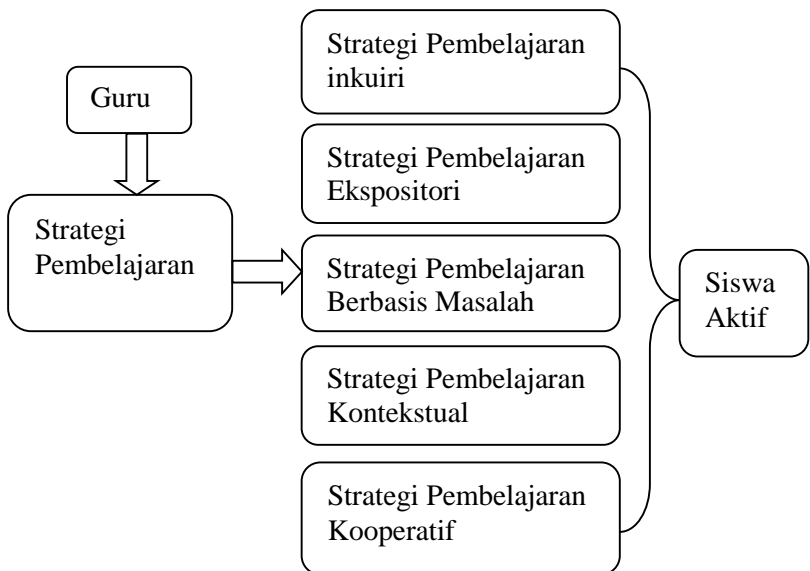 Guru
Strategi
Pembelajaran
Strategi Pembelajaran
inkuiri
Strategi Pembelajaran
Ekspositori
Strategi Pembelajaran
Berbasis Masalah
Strategi Pembelajaran
Kontekstual
Strategi Pembelajaran
Kooperatif
Siswa
Aktif